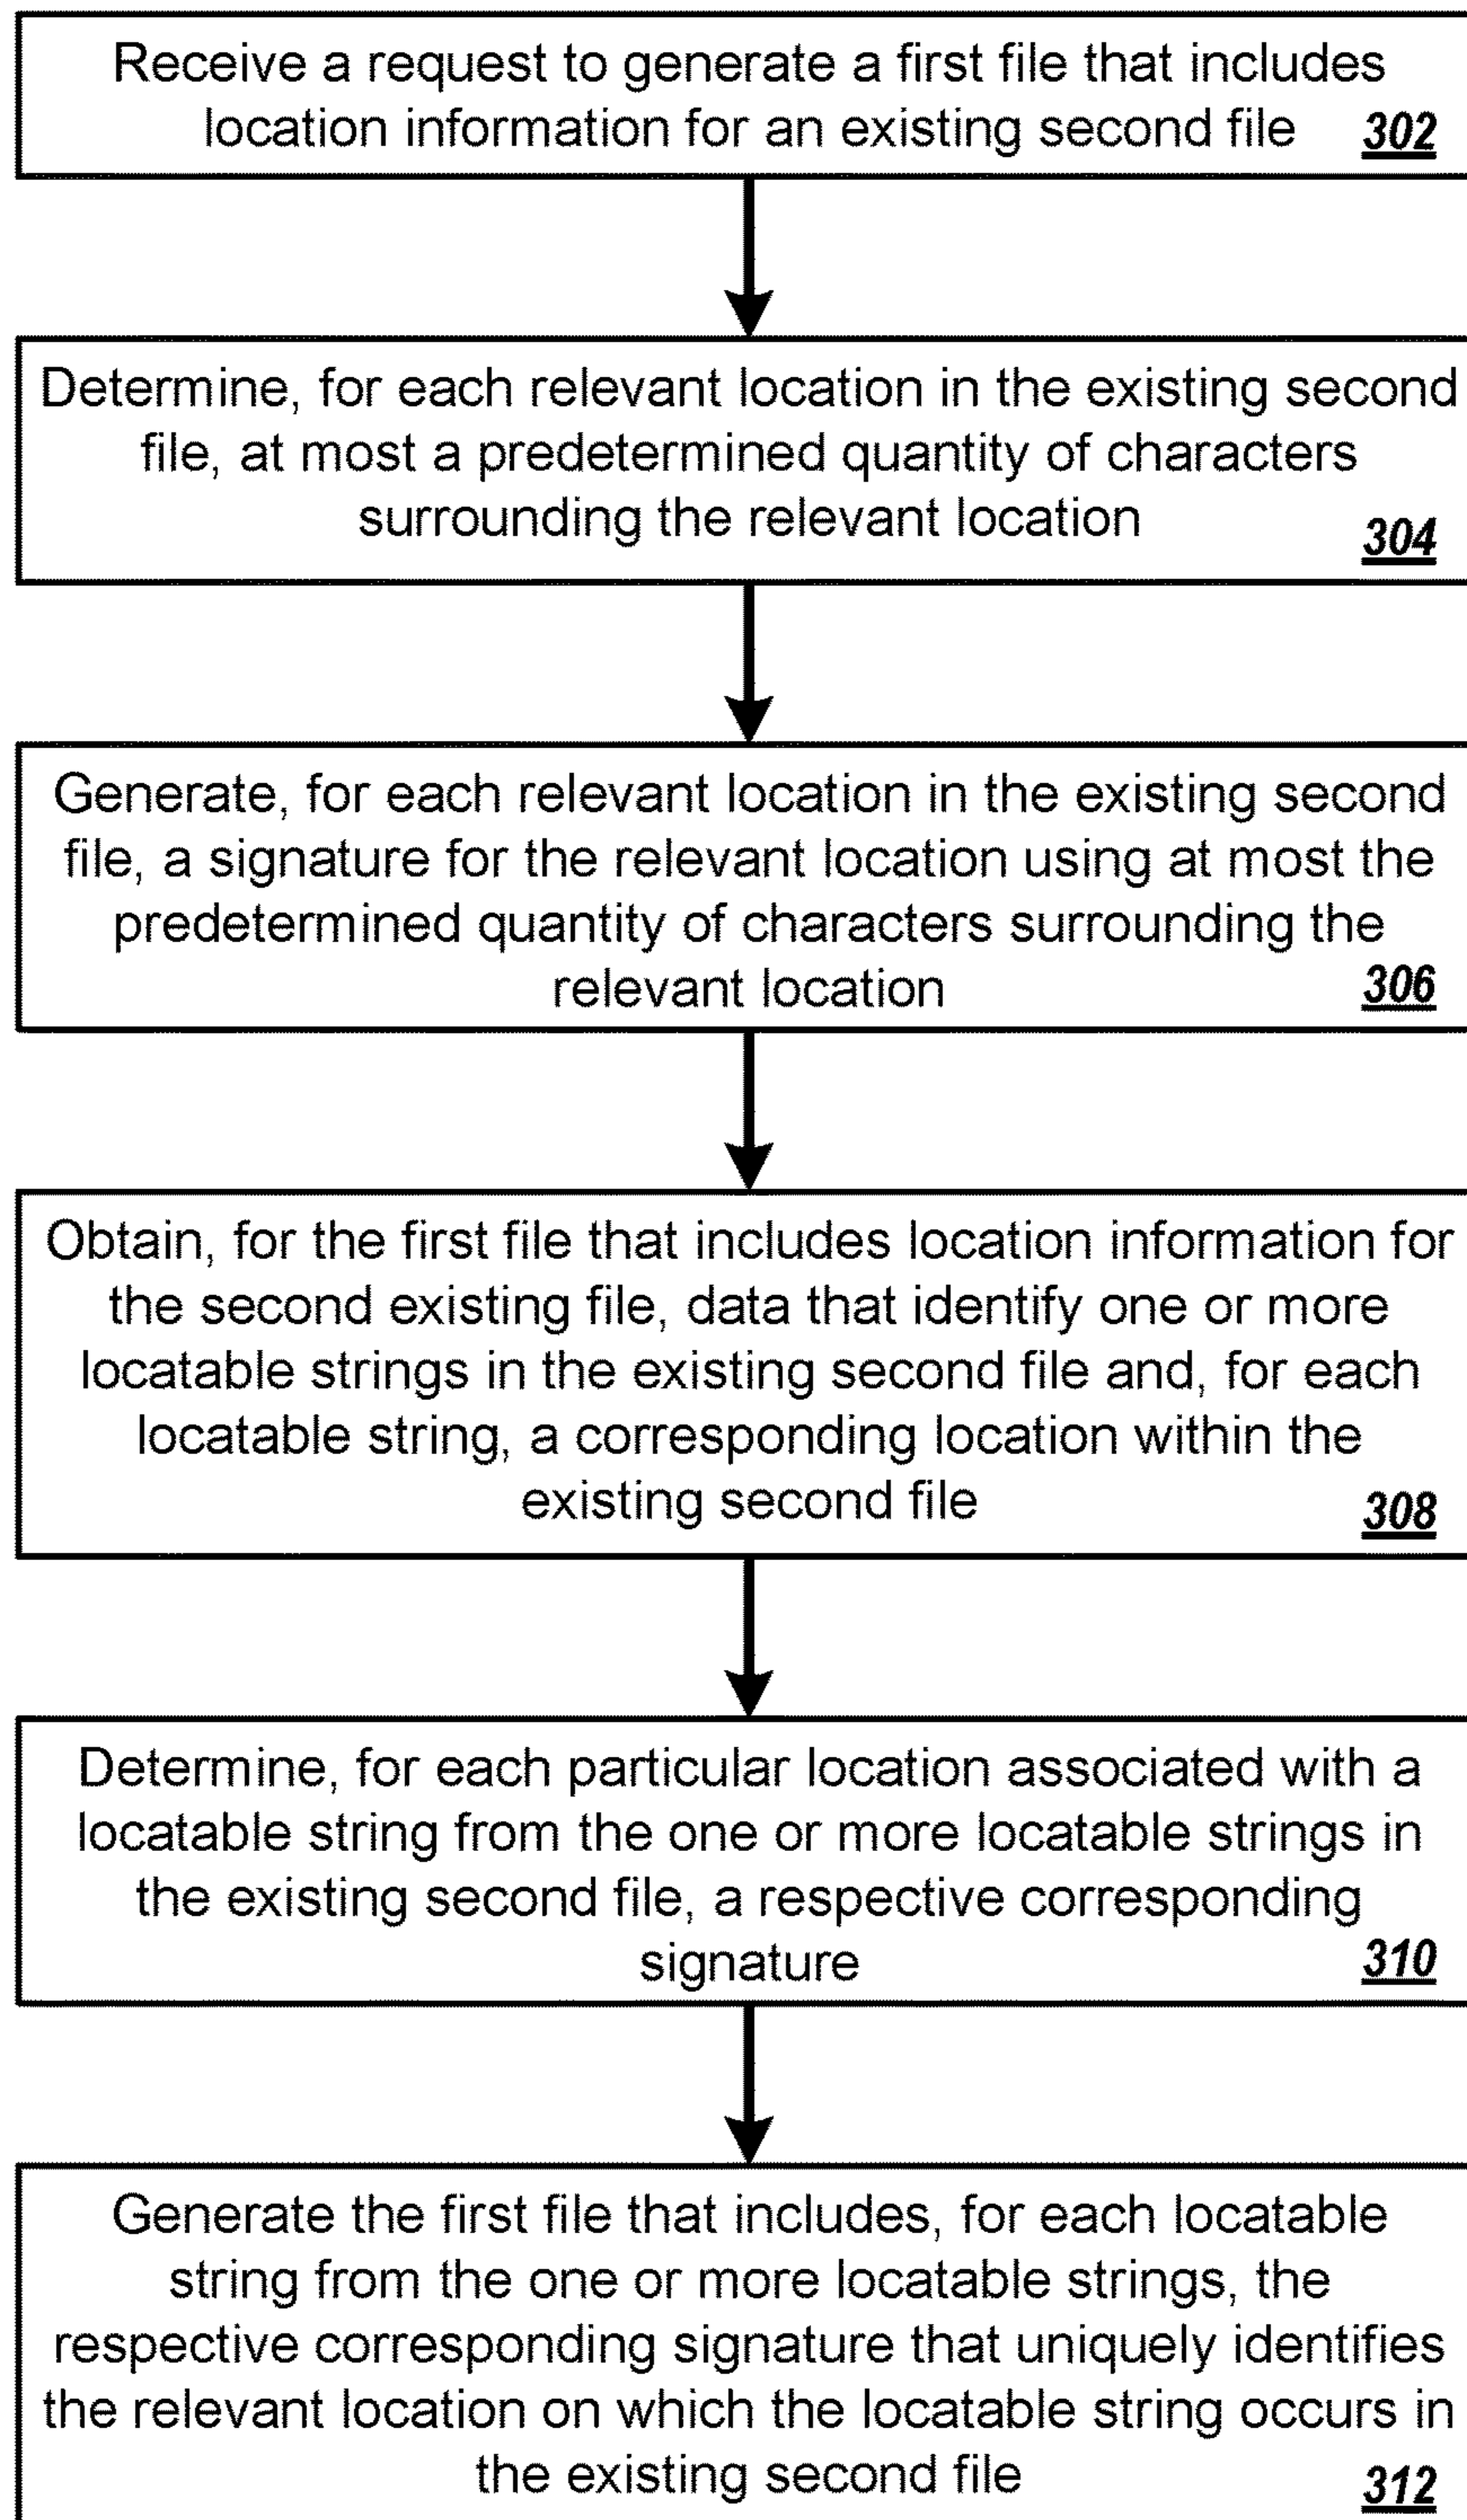 Receive a request to generate a first file that includes
location information for an existing second file 302
Determine, for each relevant location in the existing second
file, at most a predetermined quantity of characters
surrounding the relevant location 304
Generate, for each relevant location in the existing second
file, a signature for the relevant location using at most the
predetermined quantity of characters surrounding the
relevant location 306
Obtain, for the first file that includes location information for
the second existing file, data that identify one or more
locatable strings in the existing second file and, for each
locatable string, a corresponding location within the
existing second file 308
Determine, for each particular location associated with a
locatable string from the one or more locatable strings in
the existing second file, a respective corresponding
signature 310
Generate the first file that includes, for each locatable
string from the one or more locatable strings, the
respective corresponding signature that uniquely identifies
the relevant location on which the locatable string occurs in
the existing second file 312